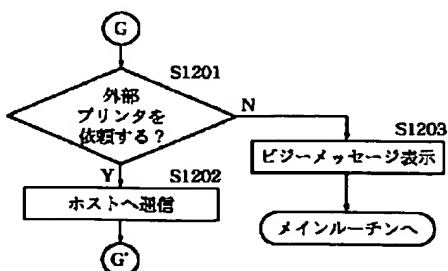 G
S1201
外部
プリンタを
依頼する？
N
S1203
ビジーメッセージ表示
Y
S1202
ホストへ通信
メインルーチンへ
G'